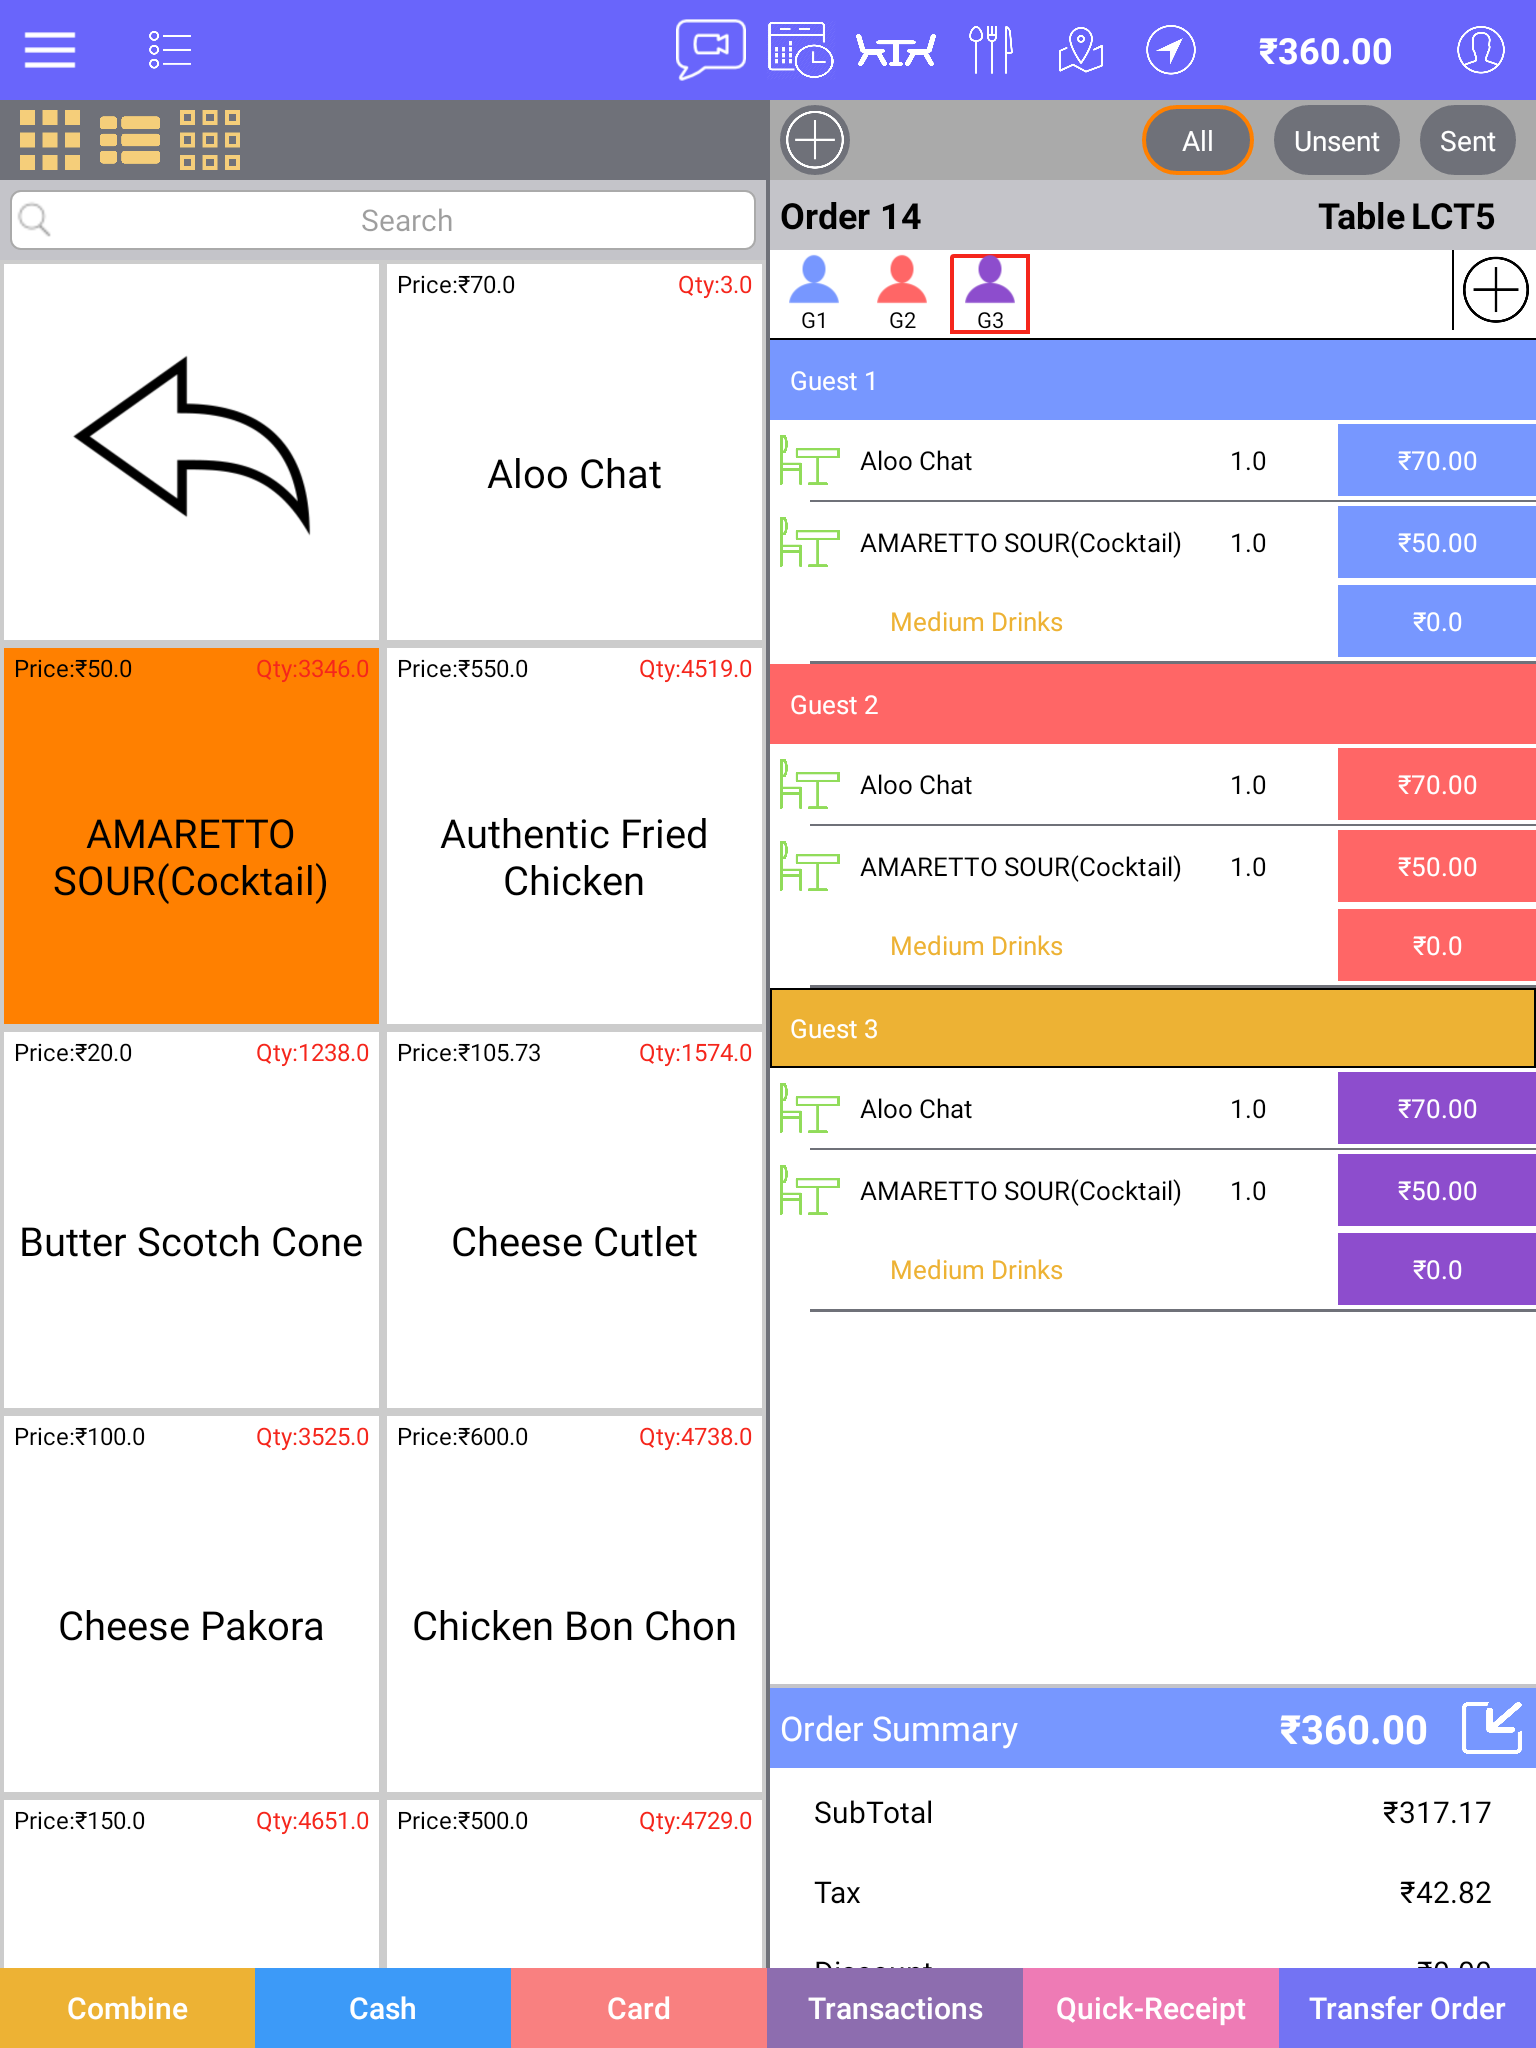 ₹360.00
All
Unsent
Sent
Search
Order 14
Table LCT5
G1
G2
G3
Price:₹70.0
Qty:3.0
Aloo Chat
Price:₹50.0
Qty:3346.0
AMARETTO
SOUR(Cocktail)
Price:₹550.0
Qty:4519.0
Authentic Fried
Chicken
Price:₹20.0
Qty:1238.0
Butter Scotch Cone
Price:₹105.73
Qty:1574.0
Cheese Cutlet
Price:₹100.0
Qty:3525.0
Cheese Pakora
Price:₹600.0
Qty:4738.0
Chicken Bon Chon
Price:₹150.0
Qty:4651.0
Price:₹500.0
Qty:4729.0
Guest 1
Aloo Chat 1.0 ₹70.00
AMARETTO SOUR(Cocktail) 1.0 ₹50.00
Medium Drinks ₹0.0
Guest 2
Aloo Chat 1.0 ₹70.00
AMARETTO SOUR(Cocktail) 1.0 ₹50.00
Medium Drinks ₹0.0
Guest 3
Aloo Chat 1.0 ₹70.00
AMARETTO SOUR(Cocktail) 1.0 ₹50.00
Medium Drinks ₹0.0
Order Summary ₹360.00
SubTotal ₹317.17
Tax ₹42.82
Combine
Cash
Card
Transactions
Quick-Receipt
Transfer Order